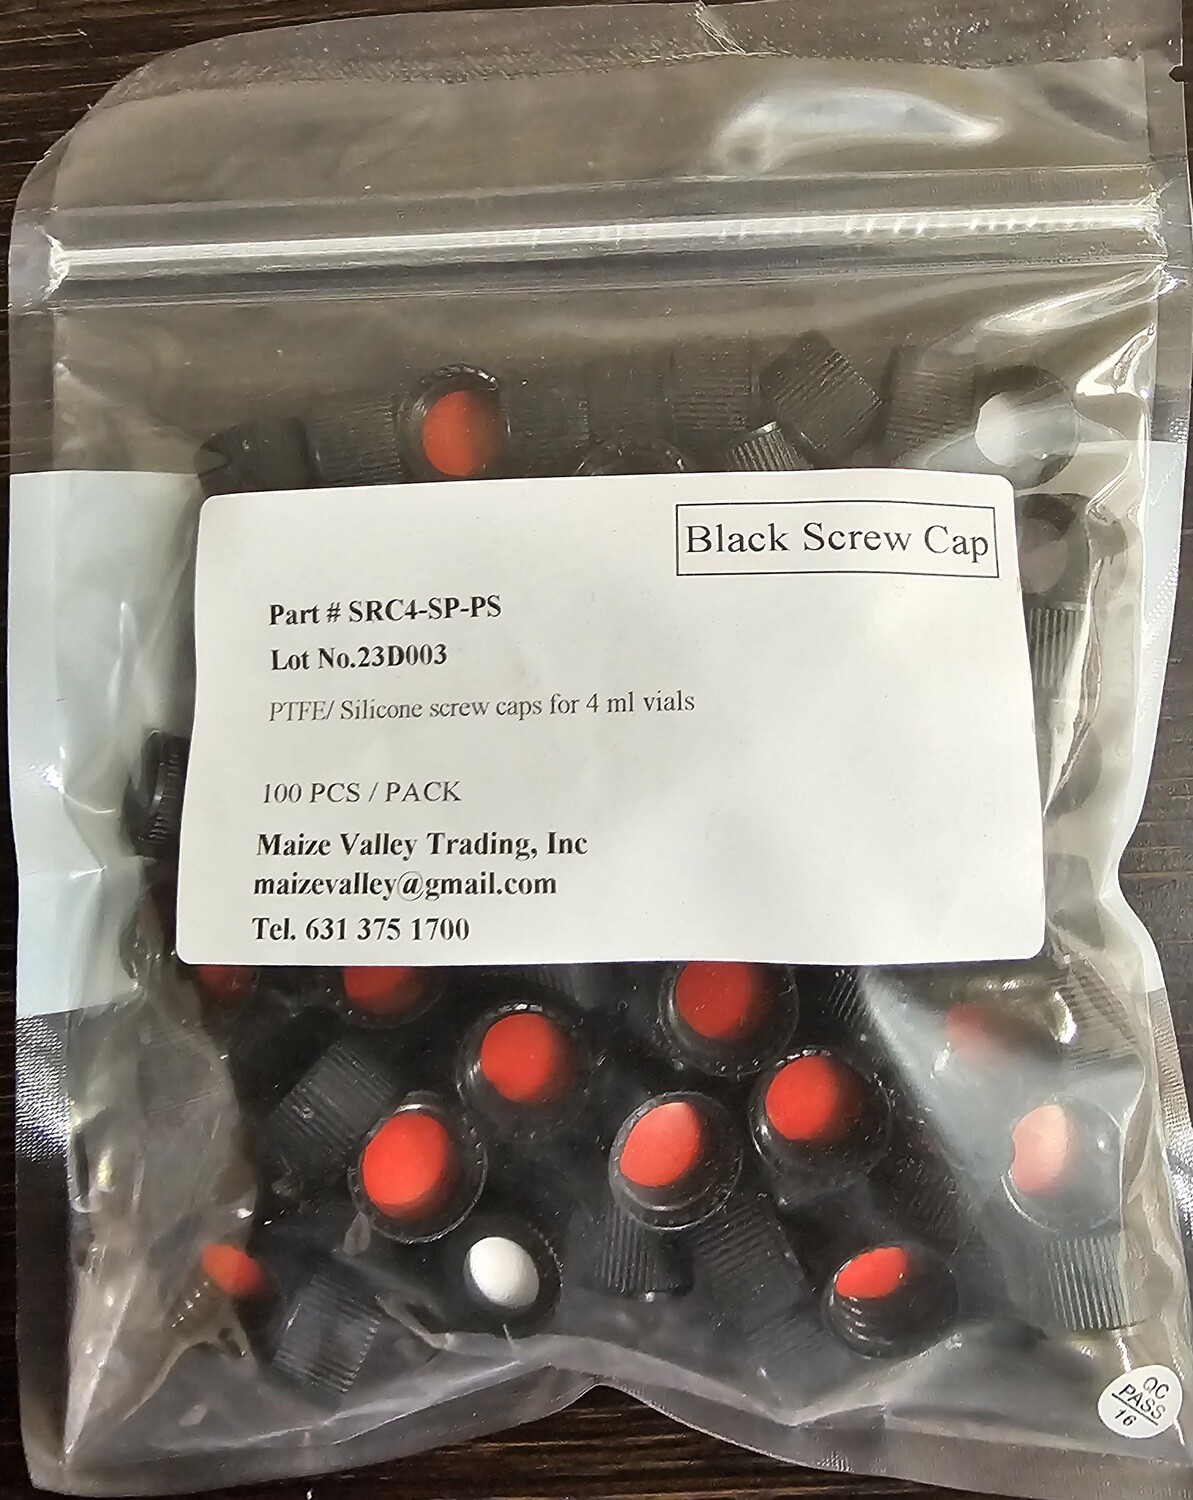 Black Screw Cap
Part # SRC4-SP-PS
Lot No.23D003
PTFE/ Silicone screw caps for 4 ml vials
100 PCS / PACK
Maize Valley Trading, Inc
maizevalley@gmail.com
Tel. 631 375 1700
QC
PASS
16